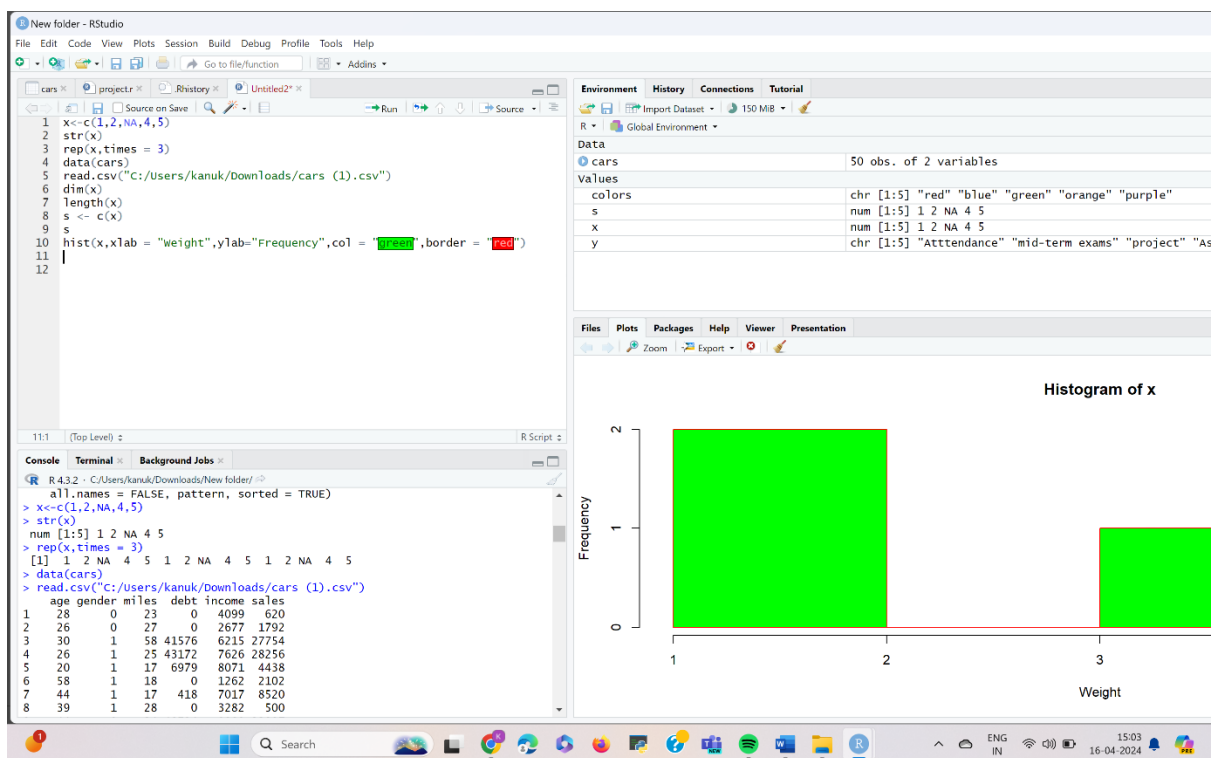 New folder - RStudio
File Edit Code View Plots Session Build Debug Profile Tools Help
Go to file/function Addins
cars project.r .Rhistory Untitled2*
Source on Save Run Source
1 x<-c(1,2,NA,4,5)
2 str(x)
3 rep(x,times = 3)
4 data(cars)
5 read.csv("C:/Users/kanuk/Downloads/cars (1).csv")
6 dim(x)
7 length(x)
8 s <- c(x)
9 s
10 hist(x,xlab = "Weight",ylab="Frequency",col = "green",border = "red")
11
12
11:1 (Top Level) R Script
Console Terminal Background Jobs
R 4.3.2 · C:/Users/kanuk/Downloads/New folder/
all.names = FALSE, pattern, sorted = TRUE)
> x<-c(1,2,NA,4,5)
> str(x)
num [1:5] 1 2 NA 4 5
> rep(x,times = 3)
[1] 1 2 NA 4 5 1 2 NA 4 5 1 2 NA 4 5
> data(cars)
> read.csv("C:/Users/kanuk/Downloads/cars (1).csv")
age gender miles debt income sales
1 28 0 23 0 4099 620
2 26 0 27 0 2677 1792
3 30 1 58 41576 6215 27754
4 26 1 25 43172 7626 28256
5 20 1 17 6979 8071 4438
6 58 1 18 0 1262 2102
7 44 1 17 418 7017 8520
8 39 1 28 0 3282 500
Environment History Connections Tutorial
Import Dataset 150 MiB
R Global Environment
Data
cars 50 obs. of 2 variables
Values
colors chr [1:5] "red" "blue" "green" "orange" "purple"
s num [1:5] 1 2 NA 4 5
x num [1:5] 1 2 NA 4 5
y chr [1:5] "Atttendance" "mid-term exams" "project" "As
Files Plots Packages Help Viewer Presentation
Zoom Export
Histogram of x
Frequency
2
1
0
1 2 3
Weight
1
Search
NEW
ENG
IN
15:03
16-04-2024
PRE